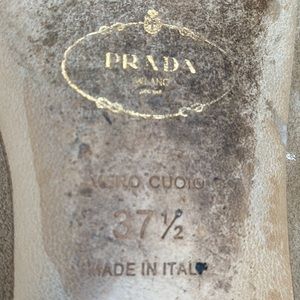 PRADA
MILANO
VERO CUOIO
37½
MADE IN ITALY